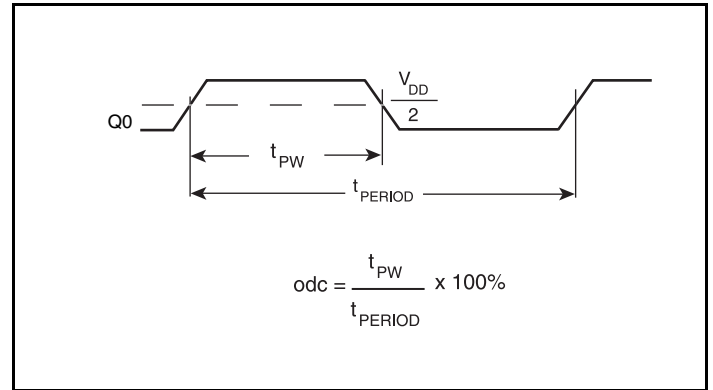 V_DD
Q0
2
t_PW
t_PERIOD
odc = t_PW
x 100%
t_PERIOD